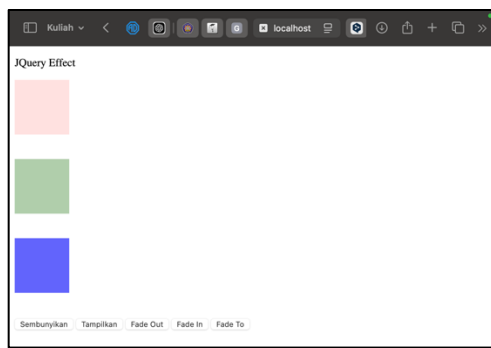 Kuliah
localhost
JQuery Effect
Sembunyikan Tampilkan Fade Out Fade In Fade To